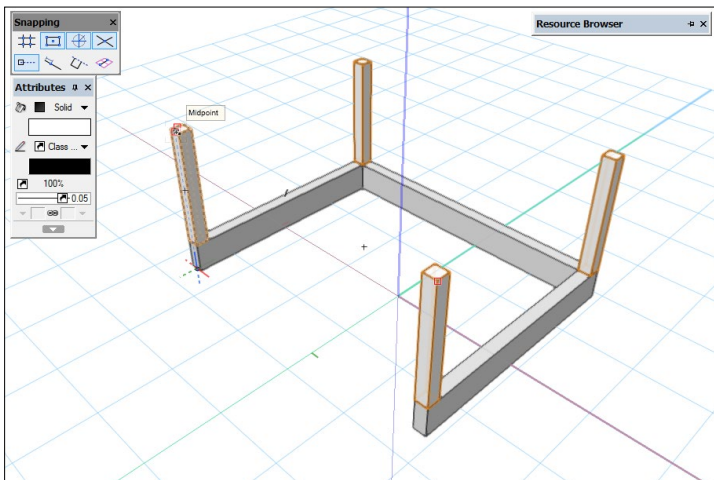 Snapping
Resource Browser
Attributes
Solid
Midpoint
Class ...
100%
0.05